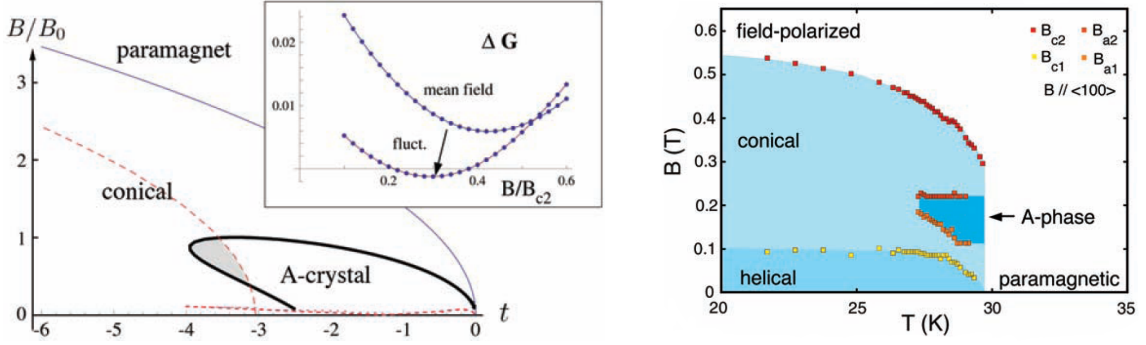 B/B₀
paramagnet
3
2
conical
1
A-crystal
0
-6
-5
-4
-3
-2
-1
0
t
ΔG
0.02
mean field
0.01
fluct.
0.2
0.4
0.6
B/B_c2
0.6
field-polarized
B_c2
B_a2
B_c1
B_a1
B // <100>
0.5
0.4
conical
B (T)
0.3
0.2
A-phase
0.1
helical
paramagnetic
0
20
25
30
35
T (K)